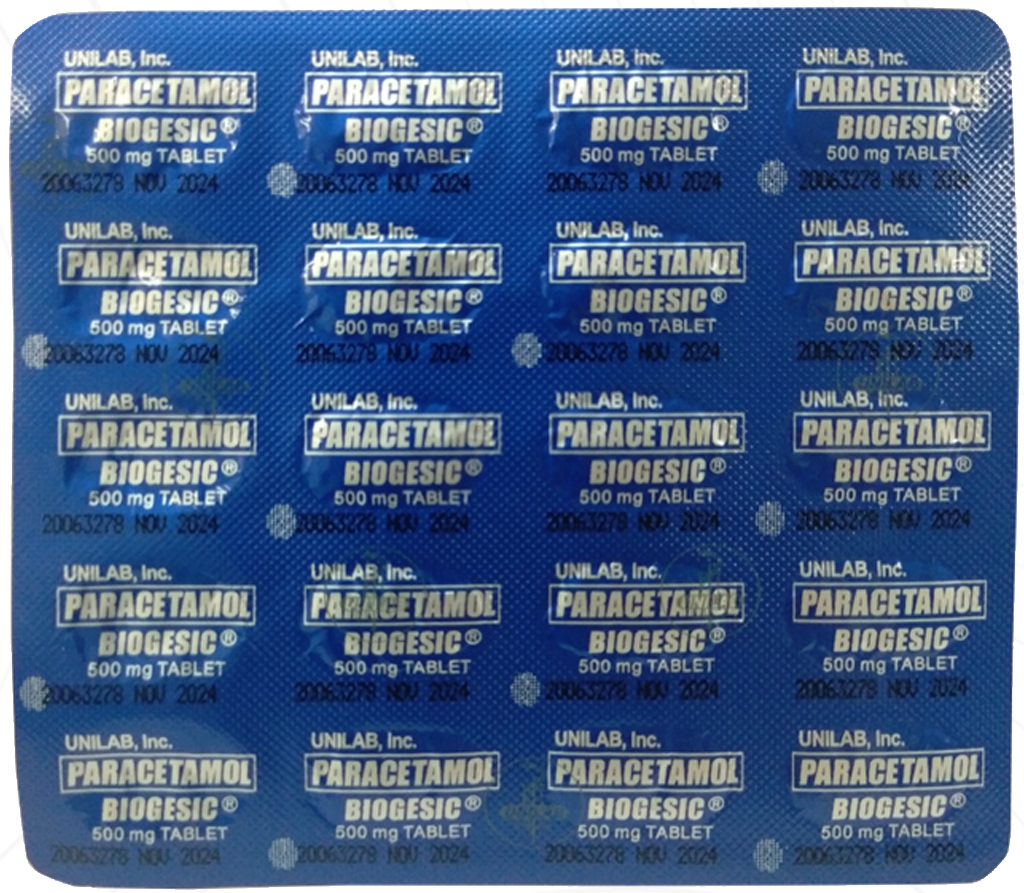 UNILAB, Inc. UNILAB, Inc. UNILAB, Inc. UNILAB, Inc.
PARACETAMOL PARACETAMOL PARACETAMOL PARACETAMOL
BIOGESIC® BIOGESIC® BIOGESIC® BIOGESIC®
500 mg TABLET 500 mg TABLET 500 mg TABLET 500 mg TABLET
20063278 NOV 2024 20063278 NOV 2024 20063278 NOV 2024 20063278 NOV 2024
UNILAB, Inc. UNILAB, Inc. UNILAB, Inc. UNILAB, Inc.
PARACETAMOL PARACETAMOL PARACETAMOL PARACETAMOL
BIOGESIC® BIOGESIC® BIOGESIC® BIOGESIC®
500 mg TABLET 500 mg TABLET 500 mg TABLET 500 mg TABLET
20063278 NOV 2024 20063278 NOV 2024 20063278 NOV 2024 20063278 NOV 2024
UNILAB, Inc. UNILAB, Inc. UNILAB, Inc. UNILAB, Inc.
PARACETAMOL PARACETAMOL PARACETAMOL PARACETAMOL
BIOGESIC® BIOGESIC® BIOGESIC® BIOGESIC®
500 mg TABLET 500 mg TABLET 500 mg TABLET 500 mg TABLET
20063278 NOV 2024 20063278 NOV 2024 20063278 NOV 2024 20063278 NOV 2024
UNILAB, Inc. UNILAB, Inc. UNILAB, Inc. UNILAB, Inc.
PARACETAMOL PARACETAMOL PARACETAMOL PARACETAMOL
BIOGESIC® BIOGESIC® BIOGESIC® BIOGESIC®
500 mg TABLET 500 mg TABLET 500 mg TABLET 500 mg TABLET
20063278 NOV 2024 20063278 NOV 2024 20063278 NOV 2024 20063278 NOV 2024
UNILAB, Inc. UNILAB, Inc. UNILAB, Inc. UNILAB, Inc.
PARACETAMOL PARACETAMOL PARACETAMOL PARACETAMOL
BIOGESIC® BIOGESIC® BIOGESIC® BIOGESIC®
500 mg TABLET 500 mg TABLET 500 mg TABLET 500 mg TABLET
20063278 NOV 2024 20063278 NOV 2024 20063278 NOV 2024 20063278 NOV 2024